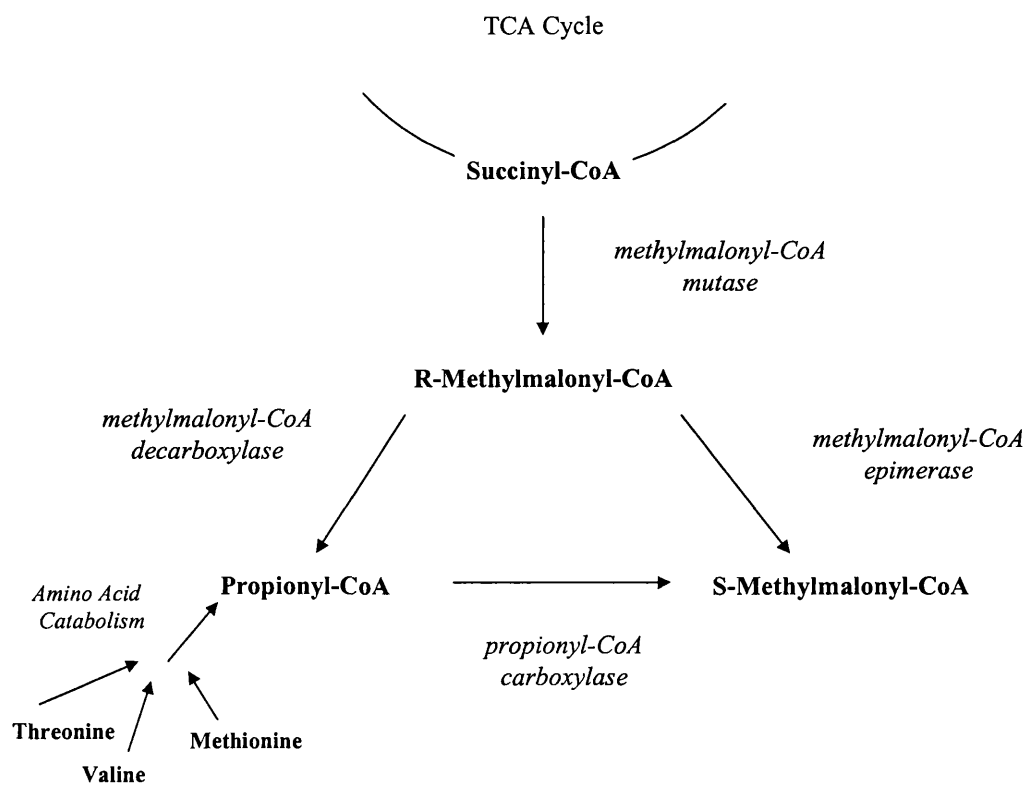 TCA Cycle
Succinyl-CoA
methylmalonyl-CoA
mutase
R-Methylmalonyl-CoA
methylmalonyl-CoA
decarboxylase
methylmalonyl-CoA
epimerase
Amino Acid
Catabolism
Propionyl-CoA
S-Methylmalonyl-CoA
propionyl-CoA
carboxylase
Threonine
Methionine
Valine